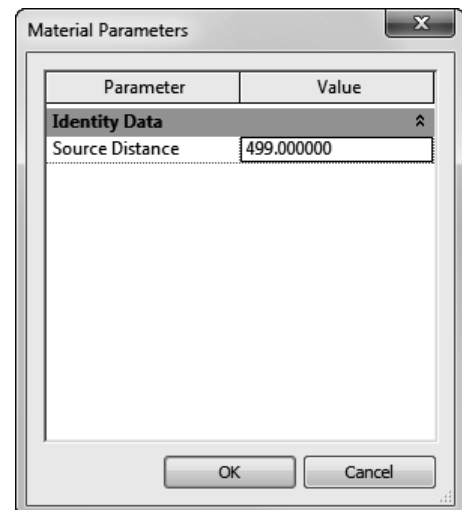 Material Parameters
Parameter Value
Identity Data
Source Distance 499.000000
OK Cancel